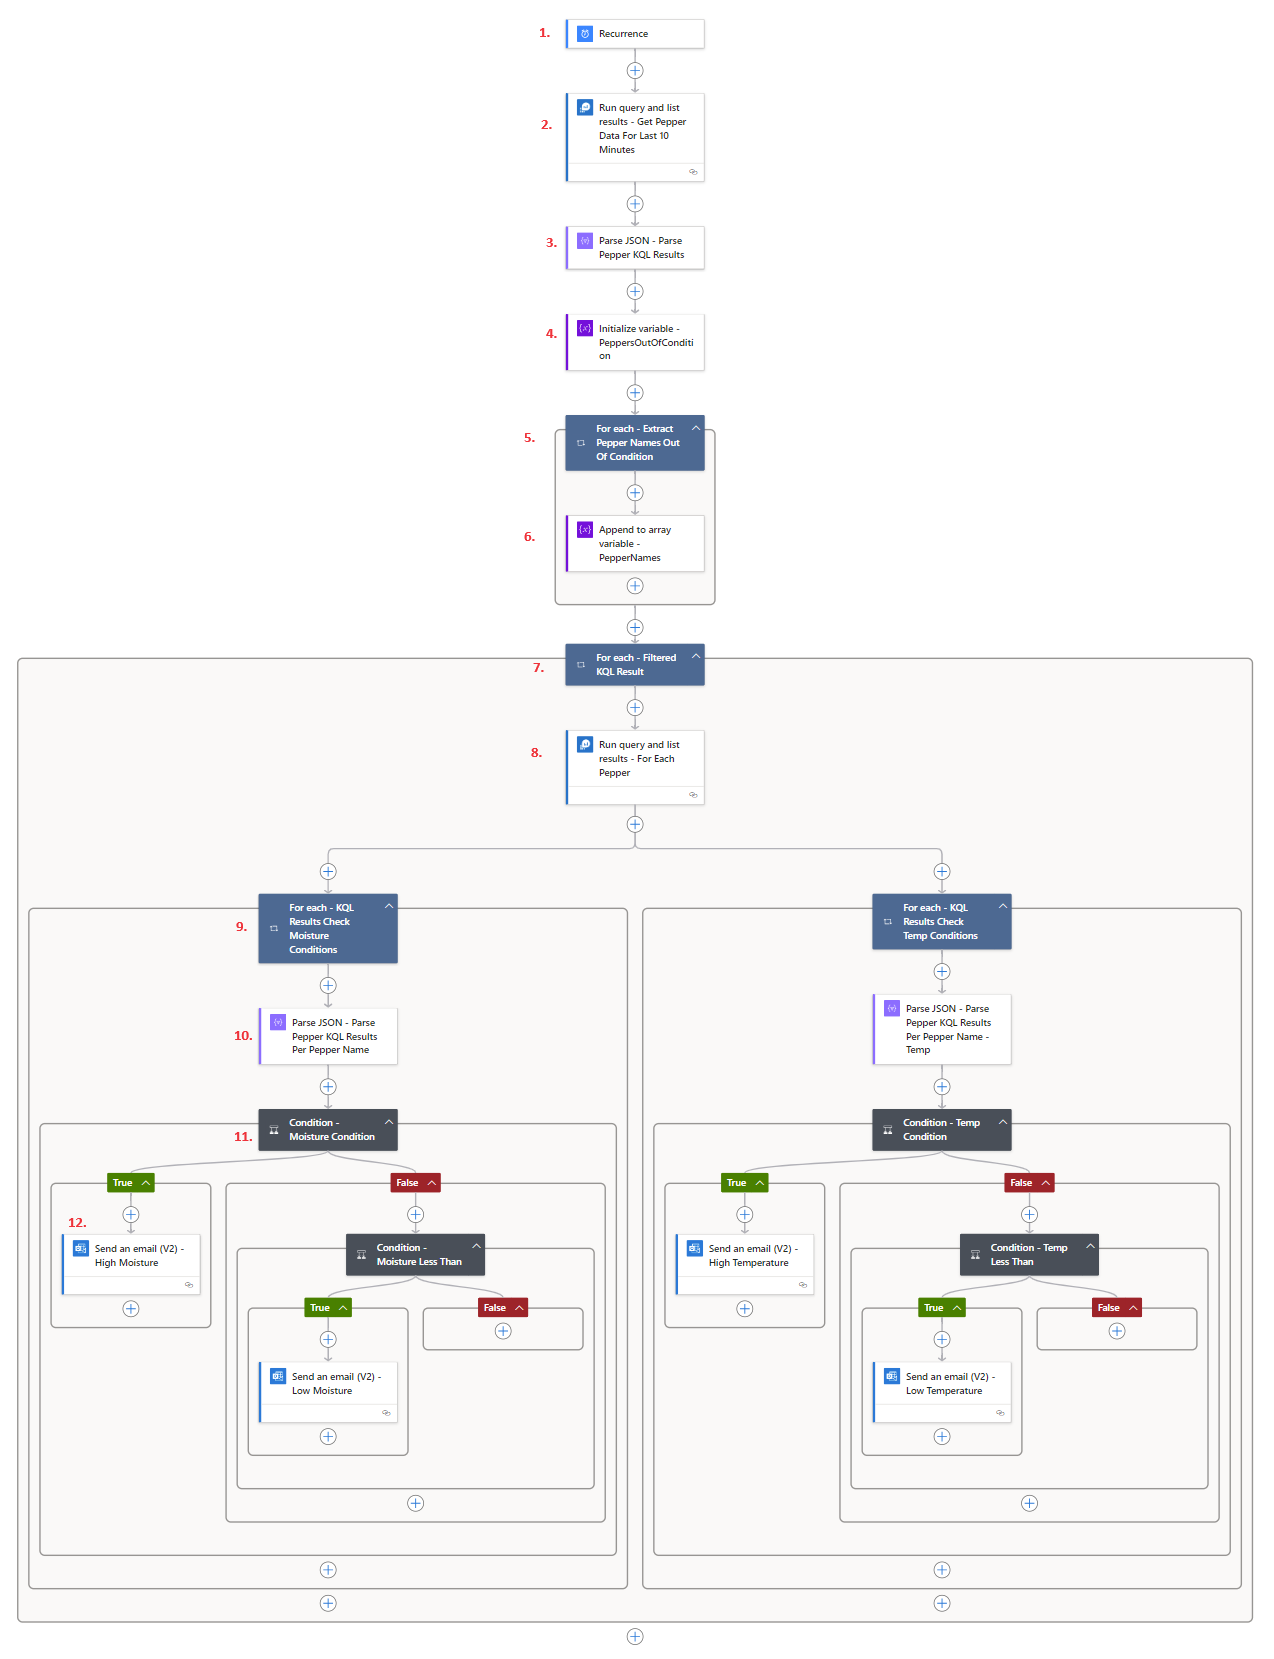 1.
Recurrence
2.
Run query and list
results - Get Pepper
Data For Last 10
Minutes
3.
Parse JSON - Parse
Pepper KQL Results
4.
Initialize variable -
PeppersOutOfConditi
on
5.
For each - Extract
Pepper Names Out
Of Condition
6.
Append to array
variable -
PepperNames
7.
For each - Filtered
KQL Result
8.
Run query and list
results - For Each
Pepper
9.
For each - KQL
Results Check
Moisture
Conditions
For each - KQL
Results Check
Temp Conditions
10.
Parse JSON - Parse
Pepper KQL Results
Per Pepper Name
Parse JSON - Parse
Pepper KQL Results
Per Pepper Name -
Temp
11.
Condition -
Moisture Condition
Condition - Temp
Condition
True
False
True
False
12.
Send an email (V2) -
High Moisture
Condition -
Moisture Less Than
Send an email (V2) -
High Temperature
Condition - Temp
Less Than
True
False
True
False
Send an email (V2) -
Low Moisture
Send an email (V2) -
Low Temperature